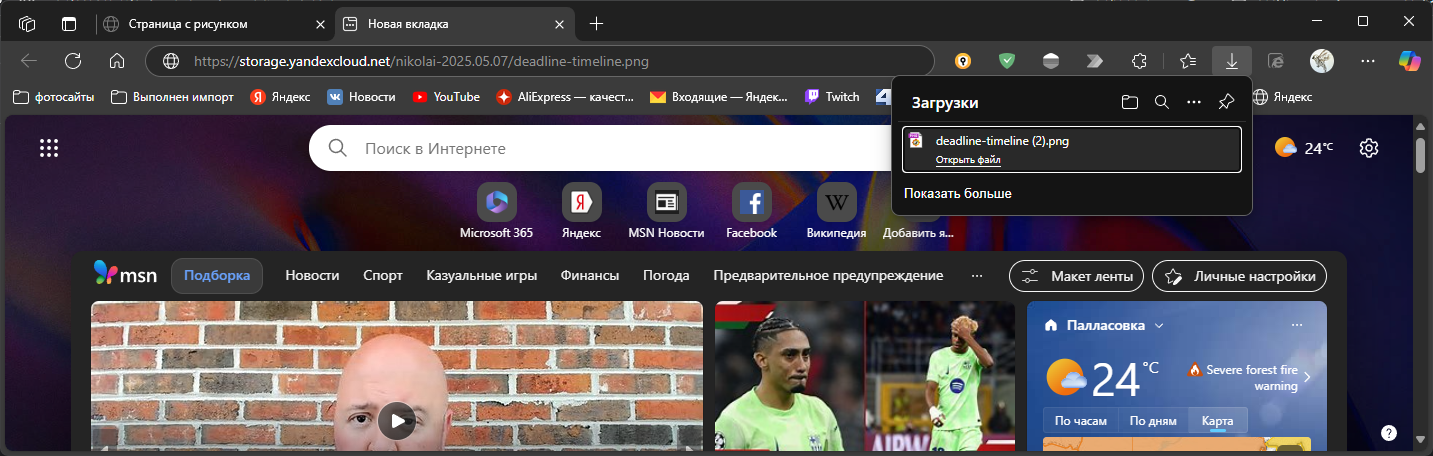 Страница с рисунком
Новая вкладка
https://storage.yandexcloud.net/nikolai-2025.05.07/deadline-timeline.png
фотосайты
Выполнен импорт
Яндекс
Новости
YouTube
AliExpress — качест...
Входящие — Яндек...
Twitch
Яндекс
Загрузки
deadline-timeline (2).png
Открыть файл
Показать больше
Поиск в Интернете
24°C
Microsoft 365
Яндекс
MSN Новости
Facebook
Википедия
Добавить я...
msn
Подборка
Новости
Спорт
Казуальные игры
Финансы
Погода
Предварительное предупреждение
Макет ленты
Личные настройки
Палласовка
24°C
Severe forest fire
warning
По часам
По дням
Карта